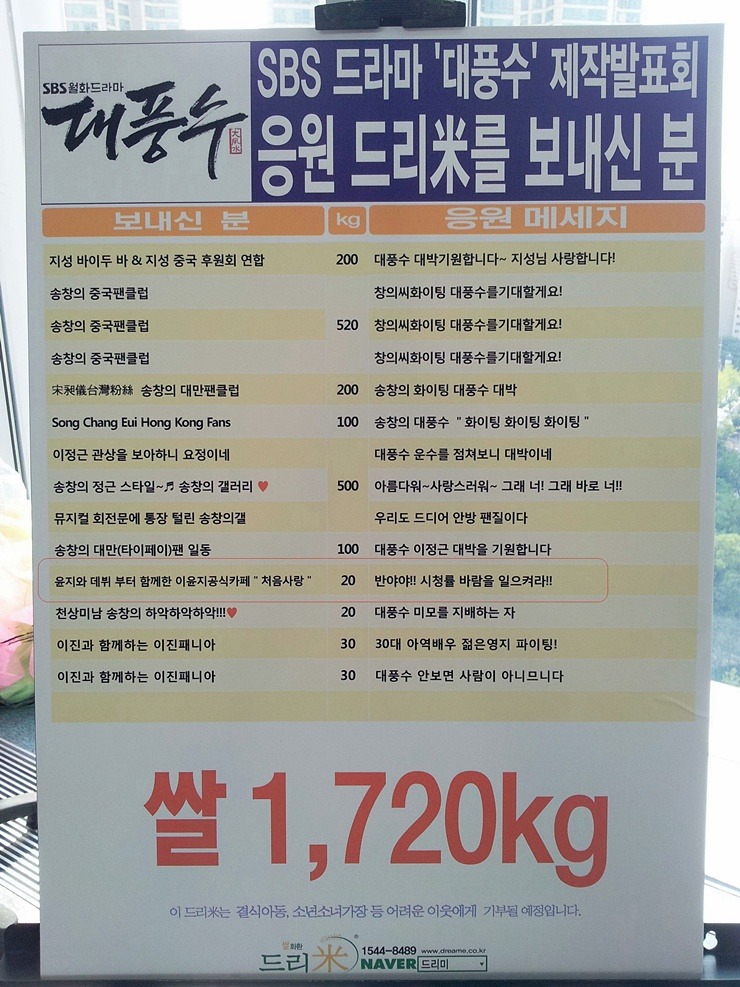 SBS 월화드라마
대풍수
大風水
SBS 드라마 '대풍수' 제작발표회
응원 드리米를 보내신 분
보내신 분 kg 응원 메세지
지성 바이두 바 & 지성 중국 후원회 연합 200 대풍수 대박기원합니다~ 지성님 사랑합니다!
송창의 중국팬클럽 창의씨화이팅 대풍수를기대할게요!
송창의 중국팬클럽 520 창의씨화이팅 대풍수를기대할게요!
송창의 중국팬클럽 창의씨화이팅 대풍수를기대할게요!
宋昶儀台灣粉絲 송창의 대만팬클럽 200 송창의 화이팅 대풍수 대박
Song Chang Eui Hong Kong Fans 100 송창의 대풍수 "화이팅 화이팅 화이팅"
이정근 관상을 보아하니 요정이네 대풍수 운수를 점쳐보니 대박이네
송창의 정근 스타일~♬ 송창의 갤러리 ♥ 500 아름다워~사랑스러워~ 그래 너! 그래 바로 너!!
뮤지컬 회전문에 통장 털린 송창의갤 우리도 드디어 안방 팬질이다
송창의 대만(타이페이)팬 일동 100 대풍수 이정근 대박을 기원합니다
윤지와 데뷔 부터 함께한 이윤지공식카페 " 처음사랑 " 20 반야야!! 시청률 바람을 일으켜라!!
천상미남 송창의 하악하악하악!!!♥ 20 대풍수 미모를 지배하는 자
이진과 함께하는 이진패니아 30 30대 아역배우 젊은영지 파이팅!
이진과 함께하는 이진패니아 30 대풍수 안보면 사람이 아니므니다
쌀 1,720kg
이 드리米는 결식아동, 소년소녀가장 등 어려운 이웃에게 기부될 예정입니다.
쌀화환
드리米 ® 1544-8489 www.dreame.co.kr
NAVER 드리미